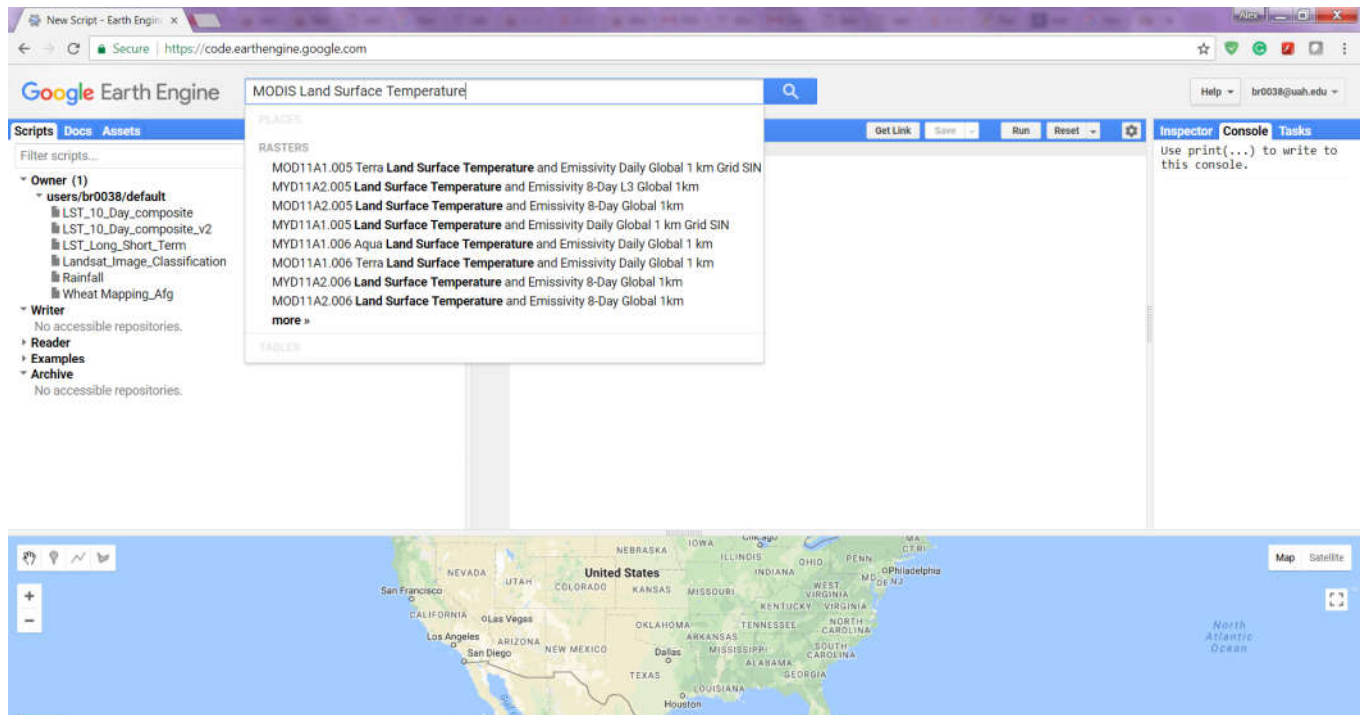 New Script - Earth Engin
Alex
Secure | https://code.earthengine.google.com
Google Earth Engine
MODIS Land Surface Temperature
Help
br0038@uah.edu
PLACES
RASTERS
MOD11A1.005 Terra Land Surface Temperature and Emissivity Daily Global 1 km Grid SIN
MYD11A2.005 Land Surface Temperature and Emissivity 8-Day L3 Global 1km
MOD11A2.005 Land Surface Temperature and Emissivity 8-Day Global 1km
MYD11A1.005 Land Surface Temperature and Emissivity Daily Global 1 km Grid SIN
MYD11A1.006 Aqua Land Surface Temperature and Emissivity Daily Global 1 km
MOD11A1.006 Terra Land Surface Temperature and Emissivity Daily Global 1 km
MYD11A2.006 Land Surface Temperature and Emissivity 8-Day Global 1km
MOD11A2.006 Land Surface Temperature and Emissivity 8-Day Global 1km
more »
TABLES
Scripts Docs Assets
Filter scripts...
Owner (1)
users/br0038/default
LST_10_Day_composite
LST_10_Day_composite_v2
LST_Long_Short_Term
Landsat_Image_Classification
Rainfall
Wheat Mapping_Afg
Writer
No accessible repositories.
Reader
Examples
Archive
No accessible repositories.
Get Link Save Run Reset
Inspector Console Tasks
Use print(...) to write to
this console.
Map Satellite
IOWA Chicago MA
NEBRASKA ILLINOIS OHIO PENN CT RI
NEVADA United States INDIANA Philadelphia
UTAH COLORADO KANSAS MISSOURI WEST VIRGINIA MD DE NJ
San Francisco
KENTUCKY VIRGINIA
CALIFORNIA Las Vegas OKLAHOMA TENNESSEE NORTH CAROLINA
Los Angeles ARIZONA NEW MEXICO ARKANSAS
San Diego Dallas MISSISSIPPI SOUTH CAROLINA
ALABAMA
TEXAS GEORGIA
LOUISIANA
Houston
North
Atlantic
Ocean